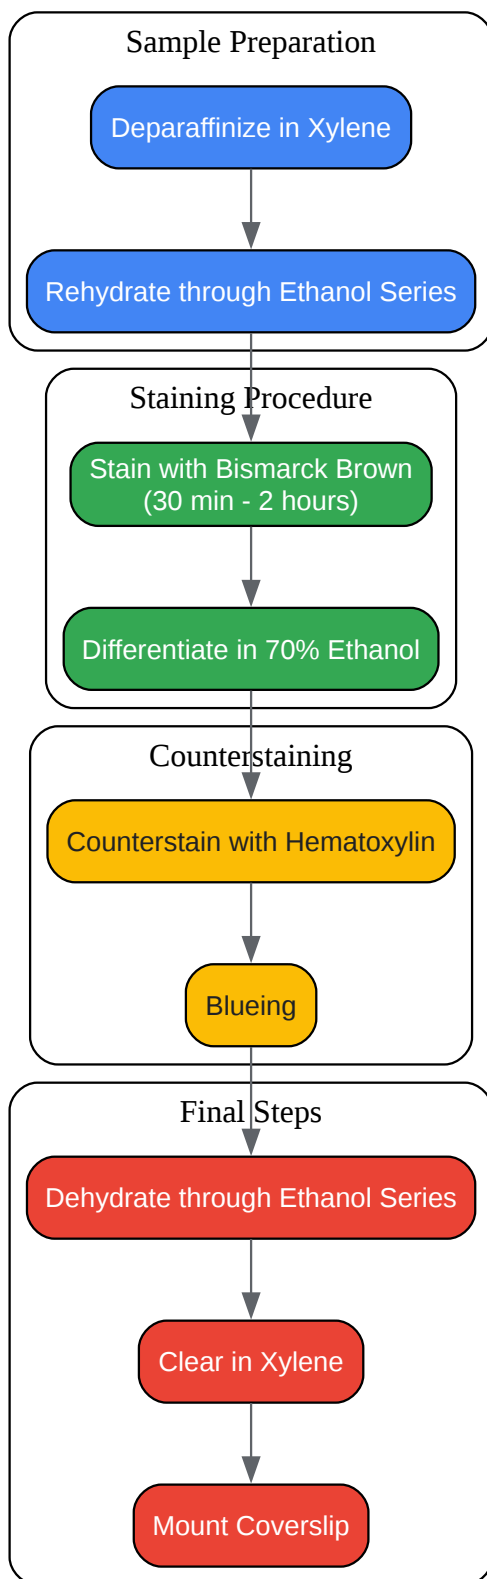 Sample Preparation
Deparaffinize in Xylene
Rehydrate through Ethanol Series
Staining Procedure
Stain with Bismarck Brown
(30 min - 2 hours)
Differentiate in 70% Ethanol
Counterstaining
Counterstain with Hematoxylin
Blueing
Final Steps
Dehydrate through Ethanol Series
Clear in Xylene
Mount Coverslip